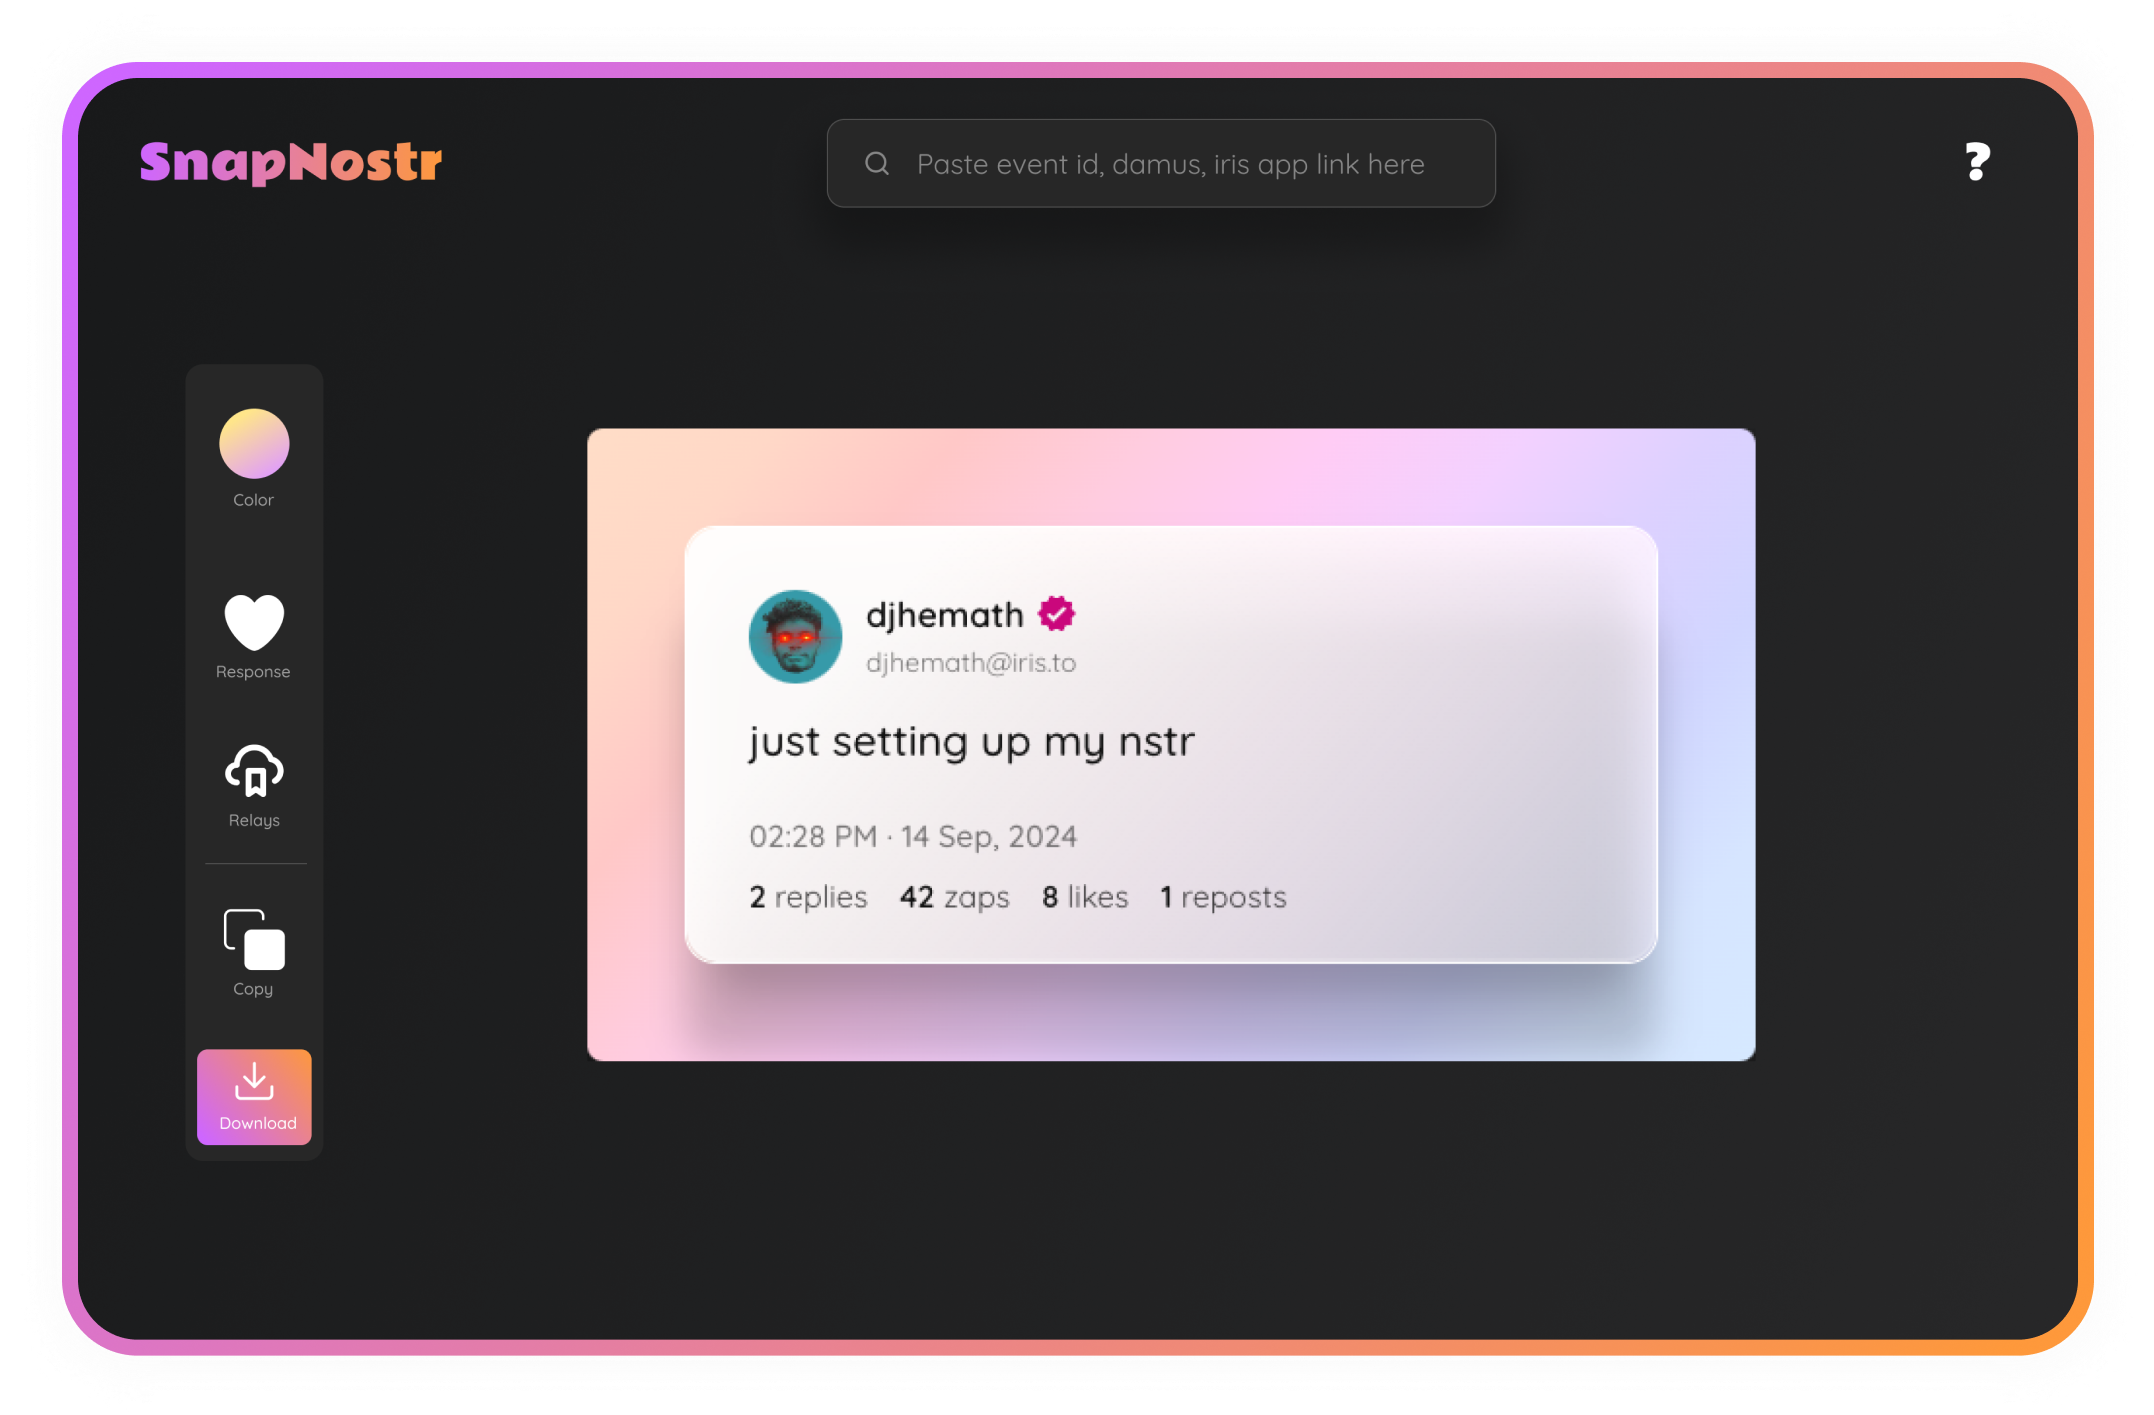 SnapNostr
Paste event id, damus, iris app link here
?
Color
Response
Relays
Copy
Download
djhemath
djhemath@iris.to
just setting up my nstr
02:28 PM · 14 Sep, 2024
2 replies 42 zaps 8 likes 1 reposts